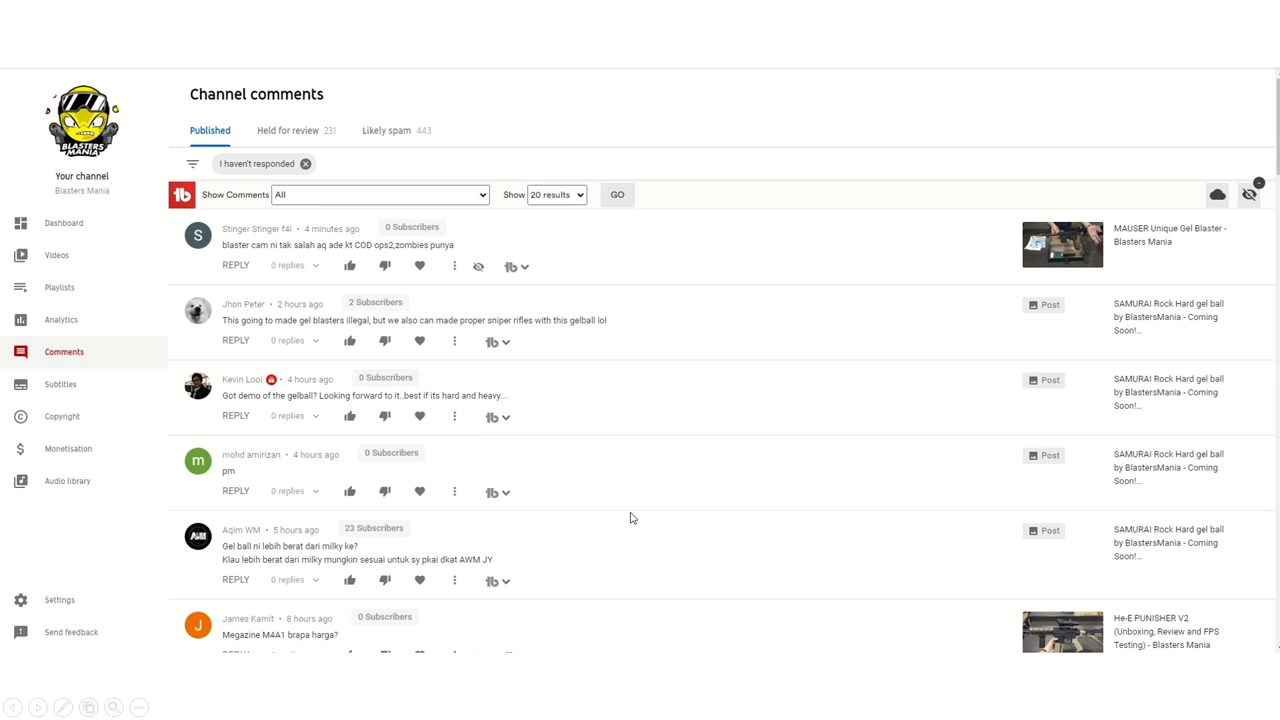 Channel comments
Published
Held for review 231
Likely spam 443
BLASTERS
MANIA
Your channel
Blasters Mania
Dashboard
Videos
Playlists
Analytics
Comments
Subtitles
Copyright
Monetisation
Audio library
Settings
Send feedback
I haven't responded
Show Comments All Show 20 results GO
S
Stinger Stinger f4i • 4 minutes ago 0 Subscribers
blaster cam ni tak salah aq ade kt COD ops2,zombies punya
REPLY 0 replies
MAUSER Unique Gel Blaster -
Blasters Mania
Jhon Peter • 2 hours ago 2 Subscribers
This going to made gel blasters illegal, but we also can made proper sniper rifles with this gelball lol
REPLY 0 replies
Post
SAMURAI Rock Hard gel ball
by BlastersMania - Coming
Soon!...
Kevin Looi • 4 hours ago 0 Subscribers
Got demo of the gelball? Looking forward to it..best if its hard and heavy...
REPLY 0 replies
Post
SAMURAI Rock Hard gel ball
by BlastersMania - Coming
Soon!...
m
mohd amirizan • 4 hours ago 0 Subscribers
pm
REPLY 0 replies
Post
SAMURAI Rock Hard gel ball
by BlastersMania - Coming
Soon!...
AWM
Aqim WM • 5 hours ago 23 Subscribers
Gel ball ni lebih berat dari milky ke?
Klau lebih berat dari milky mungkin sesuai untuk sy pkai dkat AWM JY
REPLY 0 replies
Post
SAMURAI Rock Hard gel ball
by BlastersMania - Coming
Soon!...
J
James Kamit • 8 hours ago 0 Subscribers
Megazine M4A1 brapa harga?
He-E PUNISHER V2
(Unboxing, Review and FPS
Testing) - Blasters Mania